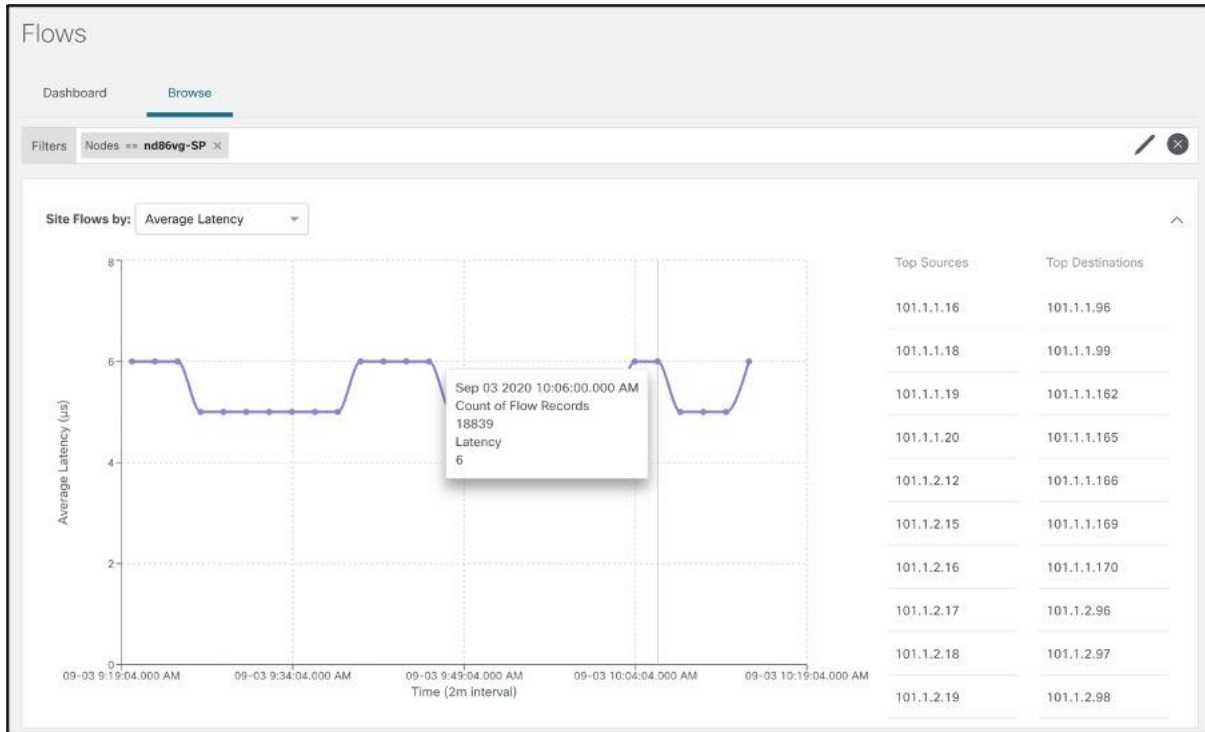 Flows
Dashboard Browse
Filters Nodes == nd86vg-SP ×
Site Flows by: Average Latency
Top Sources Top Destinations
101.1.1.16 101.1.1.96
101.1.1.18 101.1.1.99
101.1.1.19 101.1.1.162
101.1.1.20 101.1.1.165
101.1.2.12 101.1.1.166
101.1.2.15 101.1.1.169
101.1.2.16 101.1.1.170
101.1.2.17 101.1.2.96
101.1.2.18 101.1.2.97
101.1.2.19 101.1.2.98
Average Latency (µs)
8
6
4
2
0
Sep 03 2020 10:06:00.000 AM
Count of Flow Records
18839
Latency
6
09-03 9:19:04.000 AM 09-03 9:34:04.000 AM 09-03 9:49:04.000 AM 09-03 10:04:04.000 AM 09-03 10:19:04.000 AM
Time (2m interval)